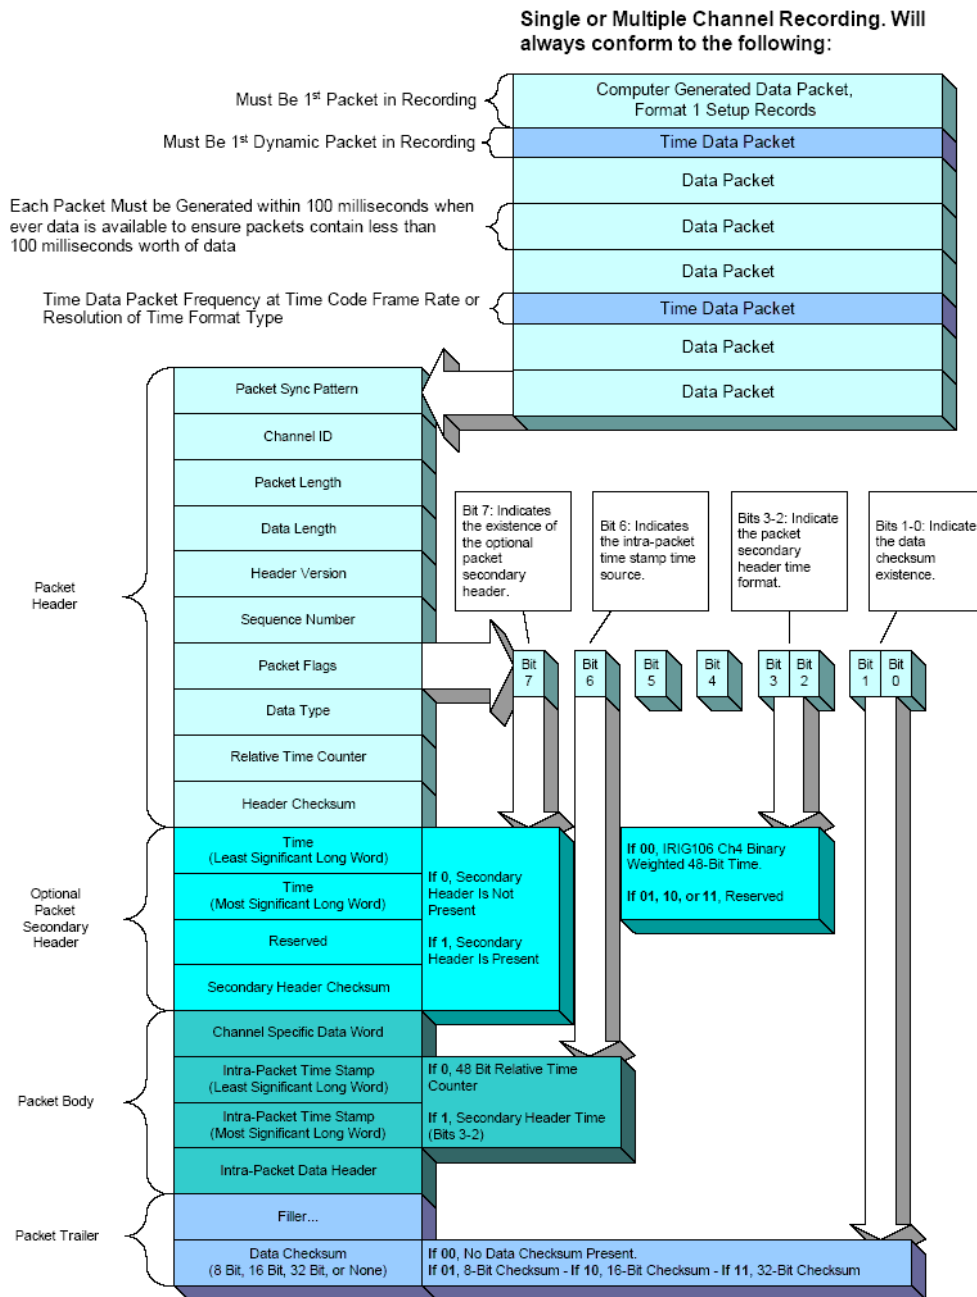 Single or Multiple Channel Recording. Will
always conform to the following:
Must Be 1st Packet in Recording
Computer Generated Data Packet,
Format 1 Setup Records
Must Be 1st Dynamic Packet in Recording
Time Data Packet
Data Packet
Each Packet Must be Generated within 100 milliseconds when
ever data is available to ensure packets contain less than
100 milliseconds worth of data
Data Packet
Data Packet
Time Data Packet Frequency at Time Code Frame Rate or
Resolution of Time Format Type
Time Data Packet
Data Packet
Data Packet
Packet
Header
Packet Sync Pattern
Channel ID
Packet Length
Data Length
Header Version
Sequence Number
Packet Flags
Data Type
Relative Time Counter
Header Checksum
Bit 7: Indicates
the existence of
the optional
packet
secondary
header.
Bit 6: Indicates
the intra-packet
time stamp time
source.
Bits 3-2: Indicate
the packet
secondary
header time
format.
Bits 1-0: Indicate
the data
checksum
existence.
Bit
7
Bit
6
Bit
5
Bit
4
Bit
3
Bit
2
Bit
1
Bit
0
Optional
Packet
Secondary
Header
Time
(Least Significant Long Word)
Time
(Most Significant Long Word)
Reserved
Secondary Header Checksum
If 0, Secondary
Header Is Not
Present
If 1, Secondary
Header Is Present
If 00, IRIG106 Ch4 Binary
Weighted 48-Bit Time.
If 01, 10, or 11, Reserved
Packet Body
Channel Specific Data Word
Intra-Packet Time Stamp
(Least Significant Long Word)
Intra-Packet Time Stamp
(Most Significant Long Word)
Intra-Packet Data Header
If 0, 48 Bit Relative Time
Counter
If 1, Secondary Header Time
(Bits 3-2)
Packet Trailer
Filler...
Data Checksum
(8 Bit, 16 Bit, 32 Bit, or None)
If 00, No Data Checksum Present.
If 01, 8-Bit Checksum - If 10, 16-Bit Checksum - If 11, 32-Bit Checksum